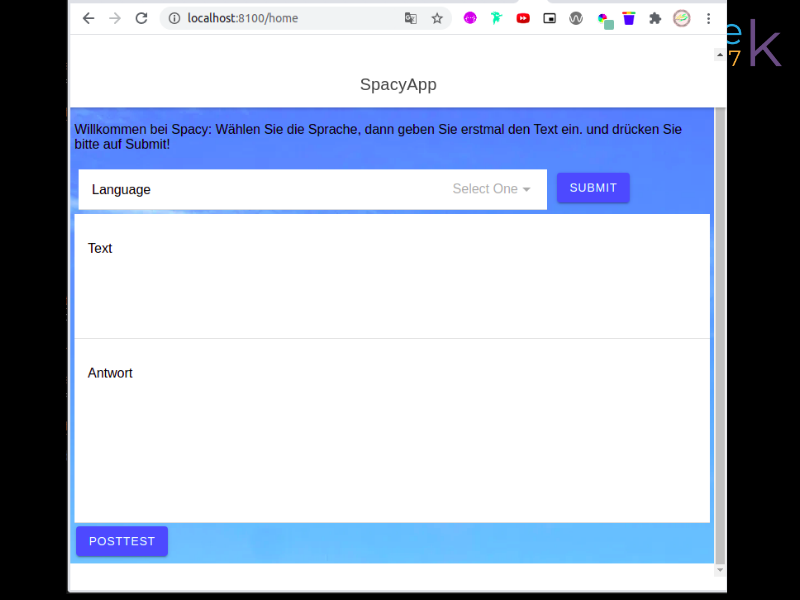 localhost:8100/home
SpacyApp
Willkommen bei Spacy: Wählen Sie die Sprache, dann geben Sie erstmal den Text ein. und drücken Sie
bitte auf Submit!
Language Select One SUBMIT
Text
Antwort
POSTTEST
ek
7